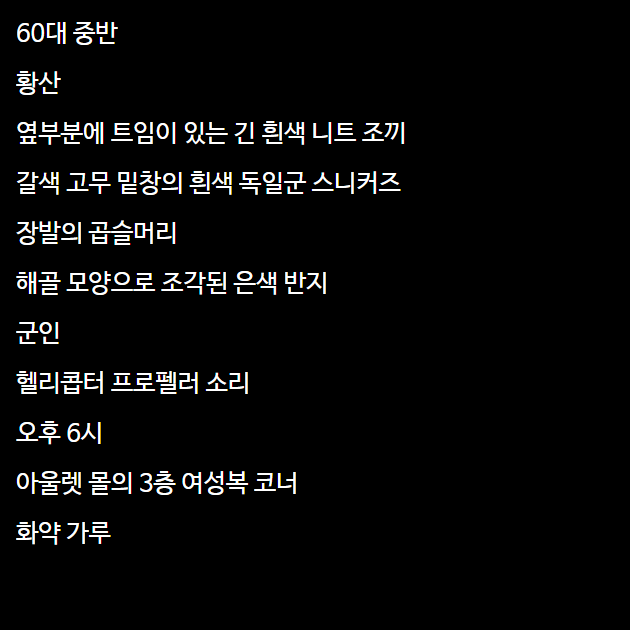 60대 중반
황산
옆부분에 트임이 있는 긴 흰색 니트 조끼
갈색 고무 밑창의 흰색 독일군 스니커즈
장발의 곱슬머리
해골 모양으로 조각된 은색 반지
군인
헬리콥터 프로펠러 소리
오후 6시
아울렛 몰의 3층 여성복 코너
화약 가루